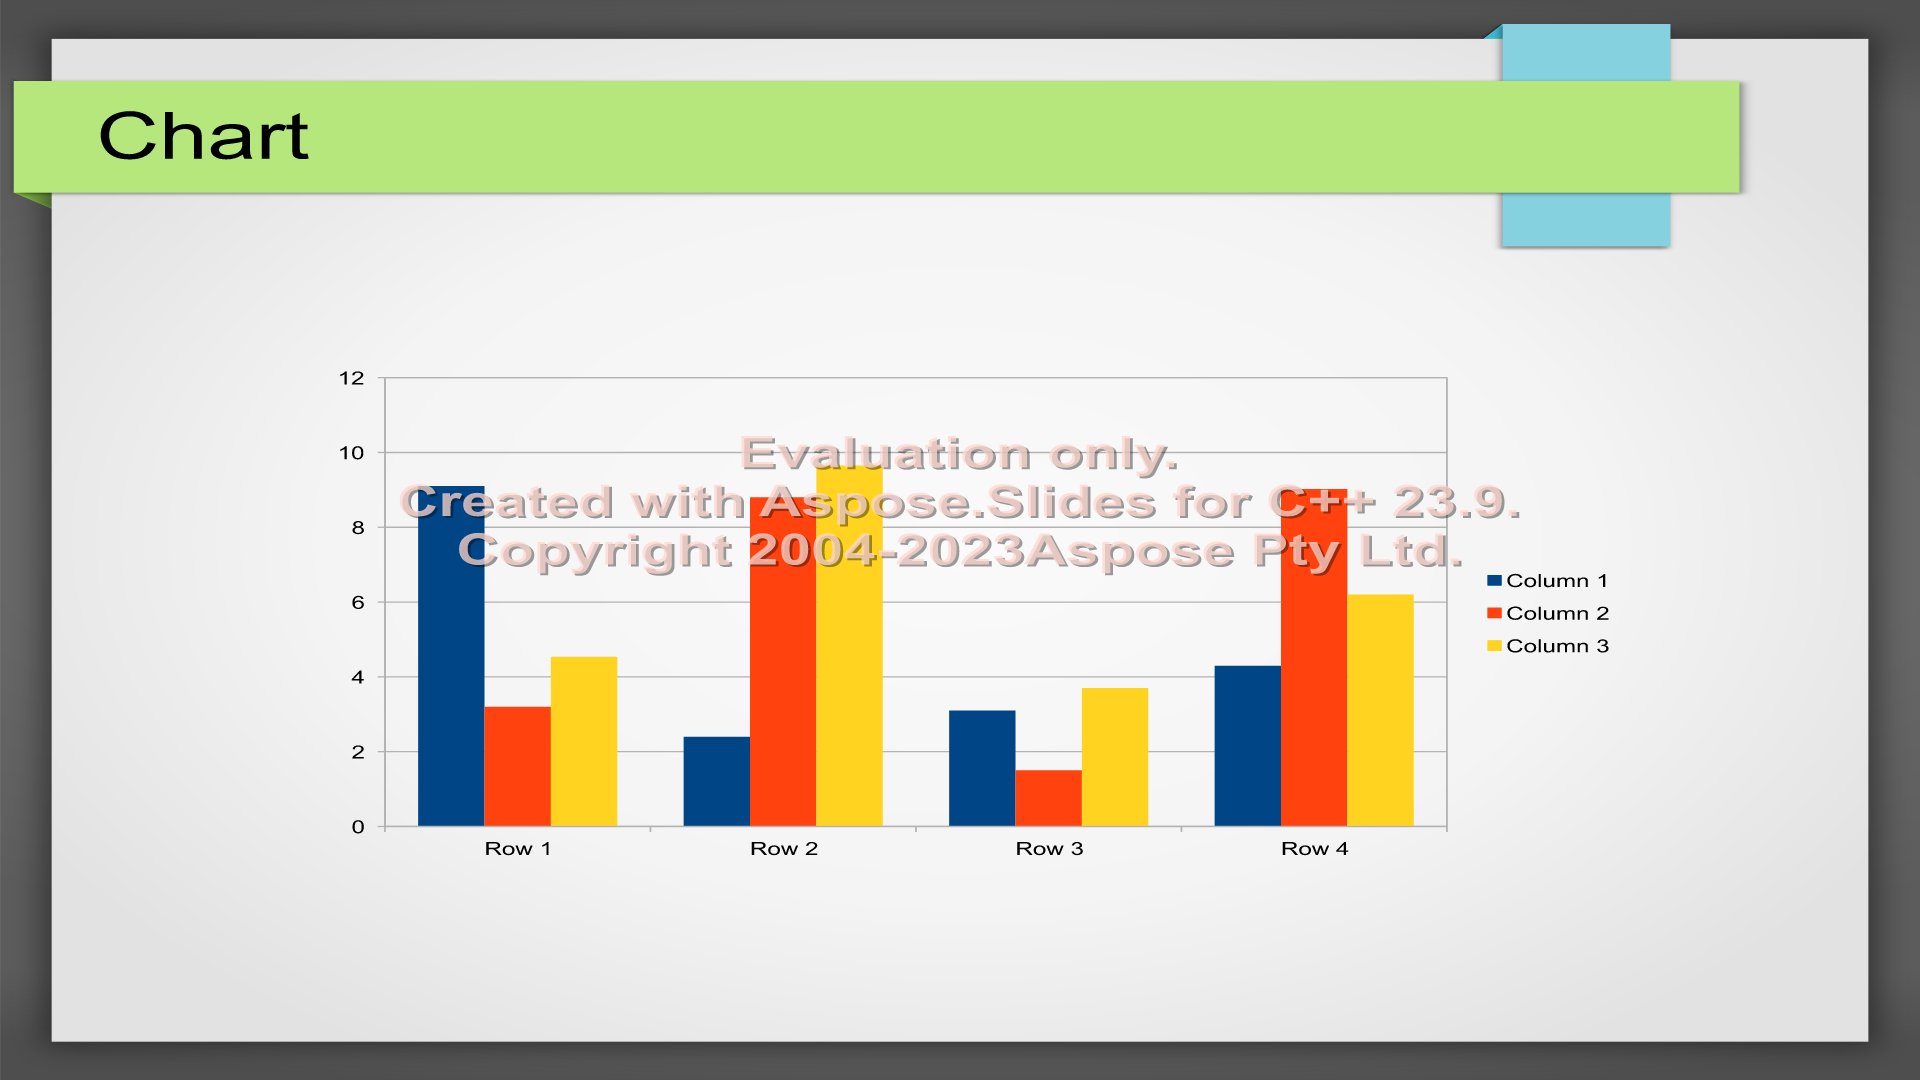 Chart
12
10
8
6
4
2
0
Evaluation only.
Created with Aspose.Slides for C++ 23.9.
Copyright 2004-2023Aspose Pty Ltd.
Column 1
Column 2
Column 3
Row 1 Row 2 Row 3 Row 4